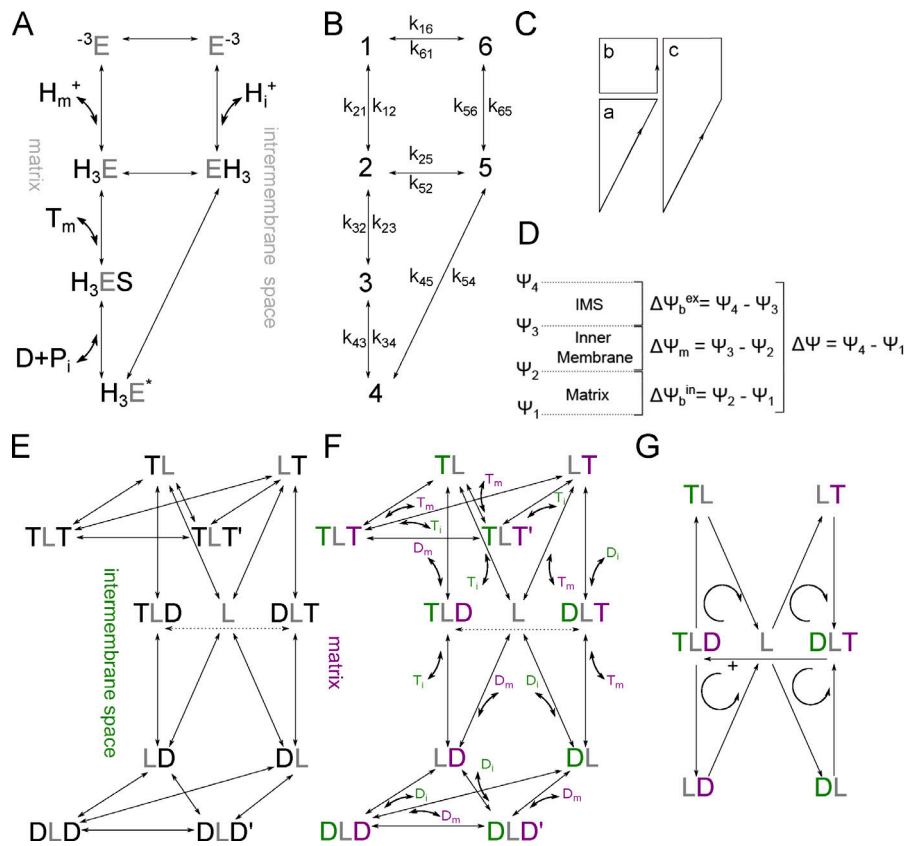 A
⁻³E
E⁻³
Hₘ⁺
Hᵢ⁺
matrix
intrermembrane space
H₃E
EH₃
Tₘ
H₃ES
D+Pᵢ
H₃E*
B
k₁₆
1
6
k₆₁
k₂₁
k₁₂
k₅₆
k₆₅
k₂₅
2
5
k₅₂
k₃₂
k₂₃
3
k₄₅
k₅₄
k₄₃
k₃₄
4
C
b
c
a
D
Ψ₄
IMS
ΔΨ_b^ex= Ψ₄ - Ψ₃
Ψ₃
Inner
Membrane
ΔΨₘ = Ψ₃ - Ψ₂
ΔΨ = Ψ₄ - Ψ₁
Ψ₂
Matrix
ΔΨ_b^in= Ψ₂ - Ψ₁
Ψ₁
E
TL
LT
TLT
TLT'
intermembrane space
TLD
L
DLT
matrix
LD
DL
DLD
DLD'
F
TL
LT
Tₘ
Tₘ
Tᵢ
Tᵢ
TLT
TLT'
Dₘ
Dᵢ
Tᵢ
Tₘ
TLD
L
DLT
Tᵢ
Dₘ
Dᵢ
Tₘ
LD
DL
Dᵢ
Dᵢ
Dₘ
Dₘ
DLD
DLD'
G
TL
LT
TLD
L
DLT
+
LD
DL